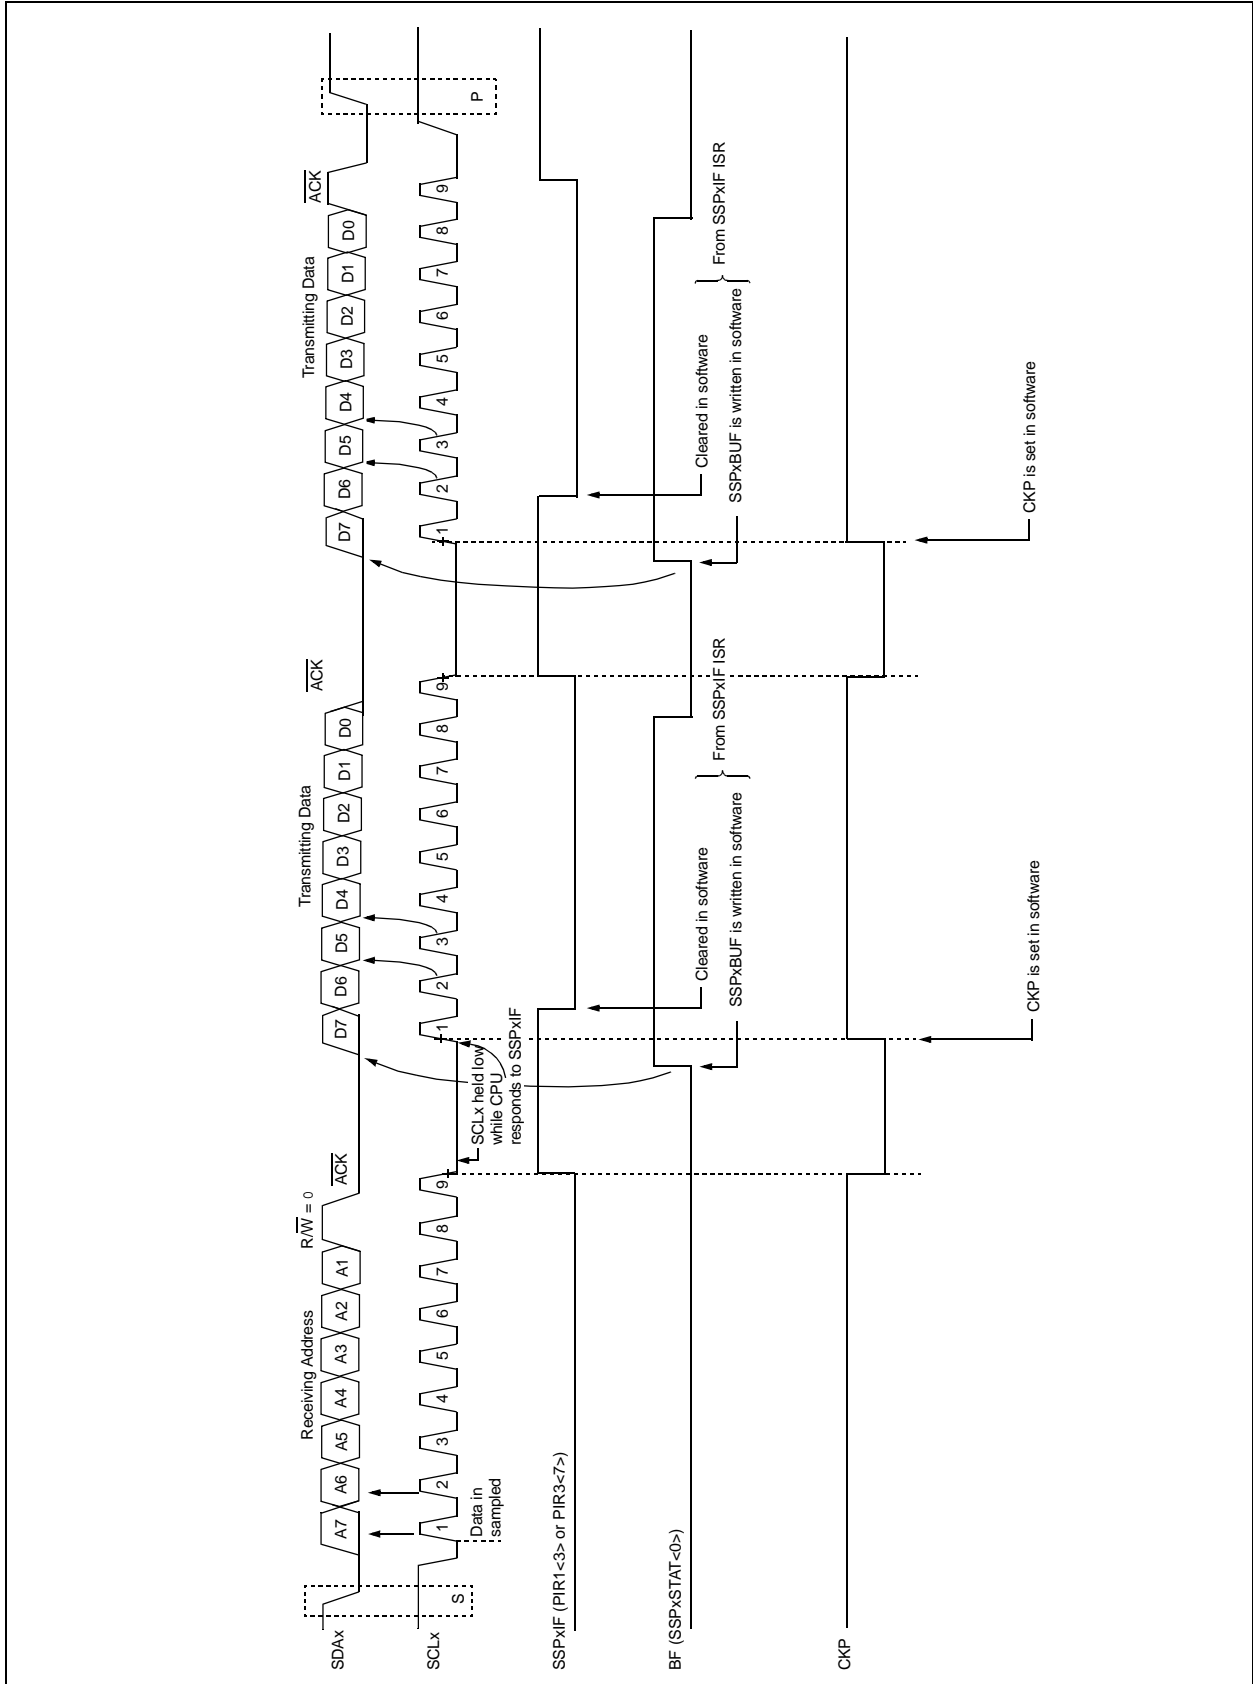 Receiving Address
R/W = 0
ACK
Transmitting Data
ACK
Transmitting Data
ACK
SDAx
A7
A6
A5
A4
A3
A2
A1
D7
D6
D5
D4
D3
D2
D1
D0
D7
D6
D5
D4
D3
D2
D1
D0
SCLx
1
2
3
4
5
6
7
8
9
1
2
3
4
5
6
7
8
9
1
2
3
4
5
6
7
8
9
S
P
Data in
sampled
SCLx held low
while CPU
responds to SSPxIF
SSPxIF (PIR1<3> or PIR3<7>)
Cleared in software
Cleared in software
From SSPxIF ISR
From SSPxIF ISR
BF (SSPxSTAT<0>)
SSPxBUF is written in software
SSPxBUF is written in software
CKP
CKP is set in software
CKP is set in software